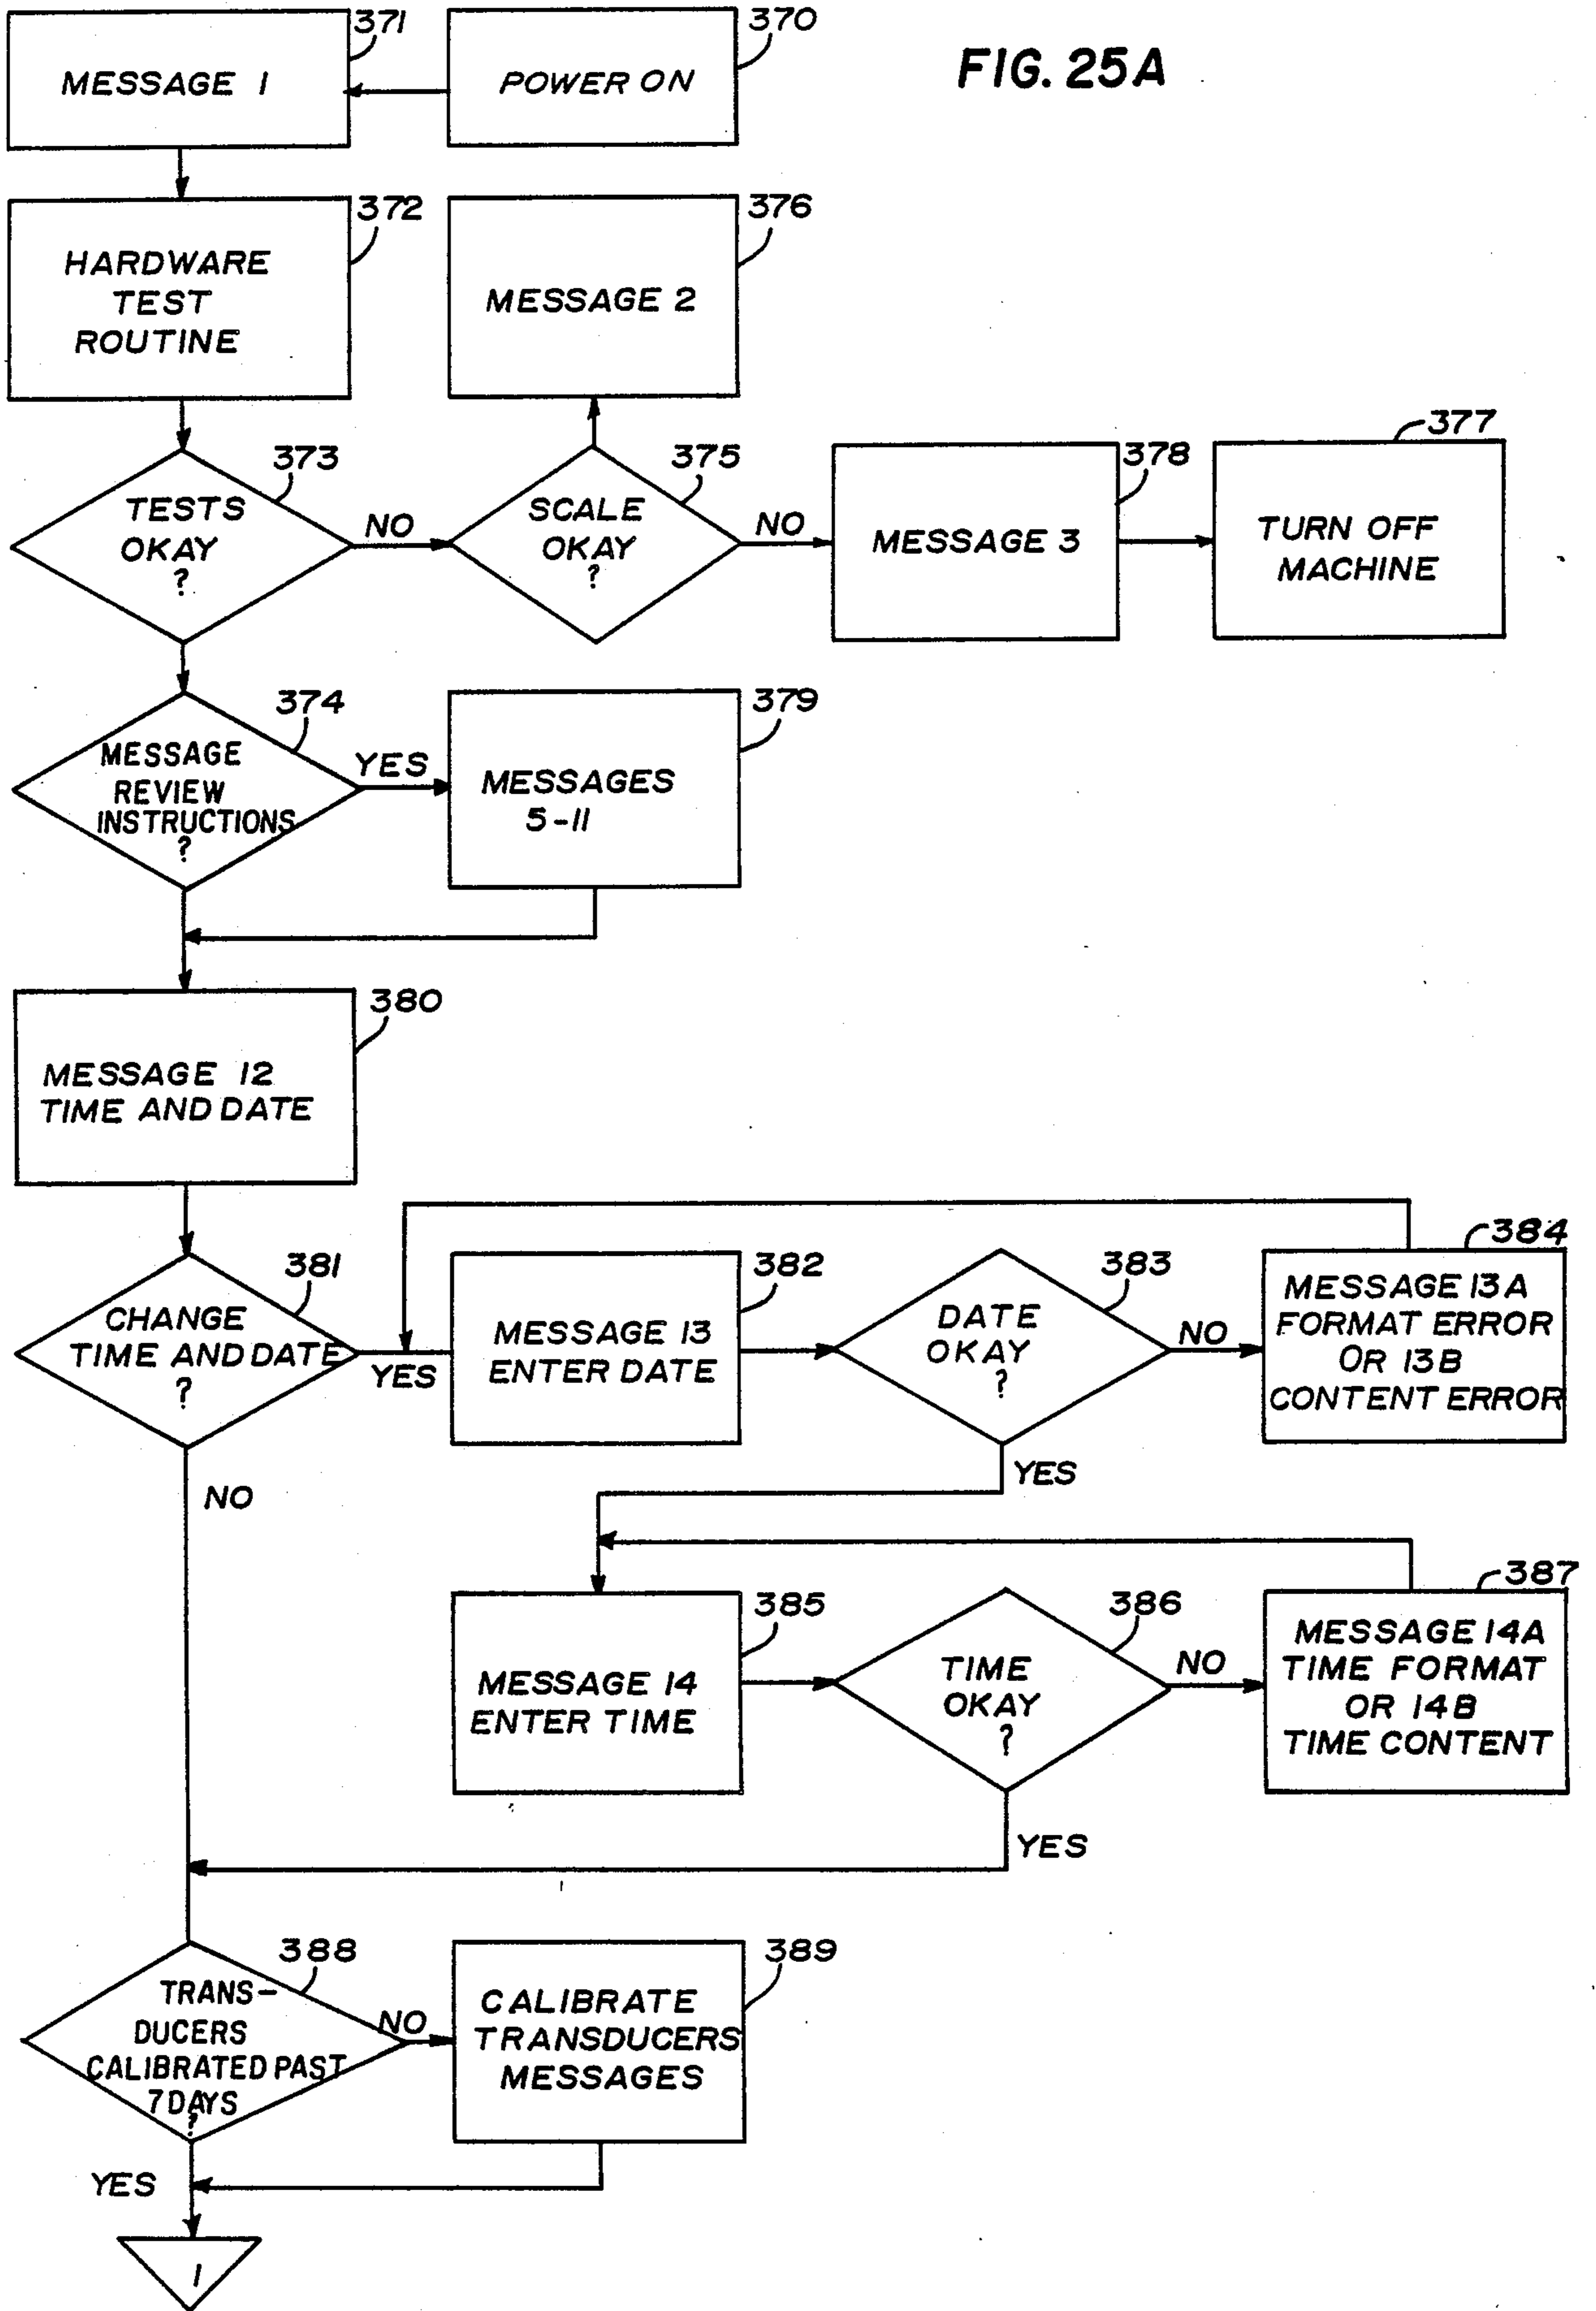 FIG. 25A
371
MESSAGE 1
370
POWER ON
372
HARDWARE
TEST
ROUTINE
376
MESSAGE 2
373
TESTS
OKAY
?
NO
375
SCALE
OKAY
?
NO
378
MESSAGE 3
377
TURN OFF
MACHINE
374
MESSAGE
REVIEW
INSTRUCTIONS
?
YES
379
MESSAGES
5-11
380
MESSAGE 12
TIME AND DATE
381
CHANGE
TIME AND DATE
?
YES
NO
382
MESSAGE 13
ENTER DATE
383
DATE
OKAY
?
NO
YES
384
MESSAGE 13A
FORMAT ERROR
OR 13B
CONTENT ERROR
385
MESSAGE 14
ENTER TIME
386
TIME
OKAY
?
NO
YES
387
MESSAGE 14A
TIME FORMAT
OR 14B
TIME CONTENT
388
TRANS-
DUCERS
CALIBRATED PAST
7 DAYS
?
NO
YES
389
CALIBRATE
TRANSDUCERS
MESSAGES
1